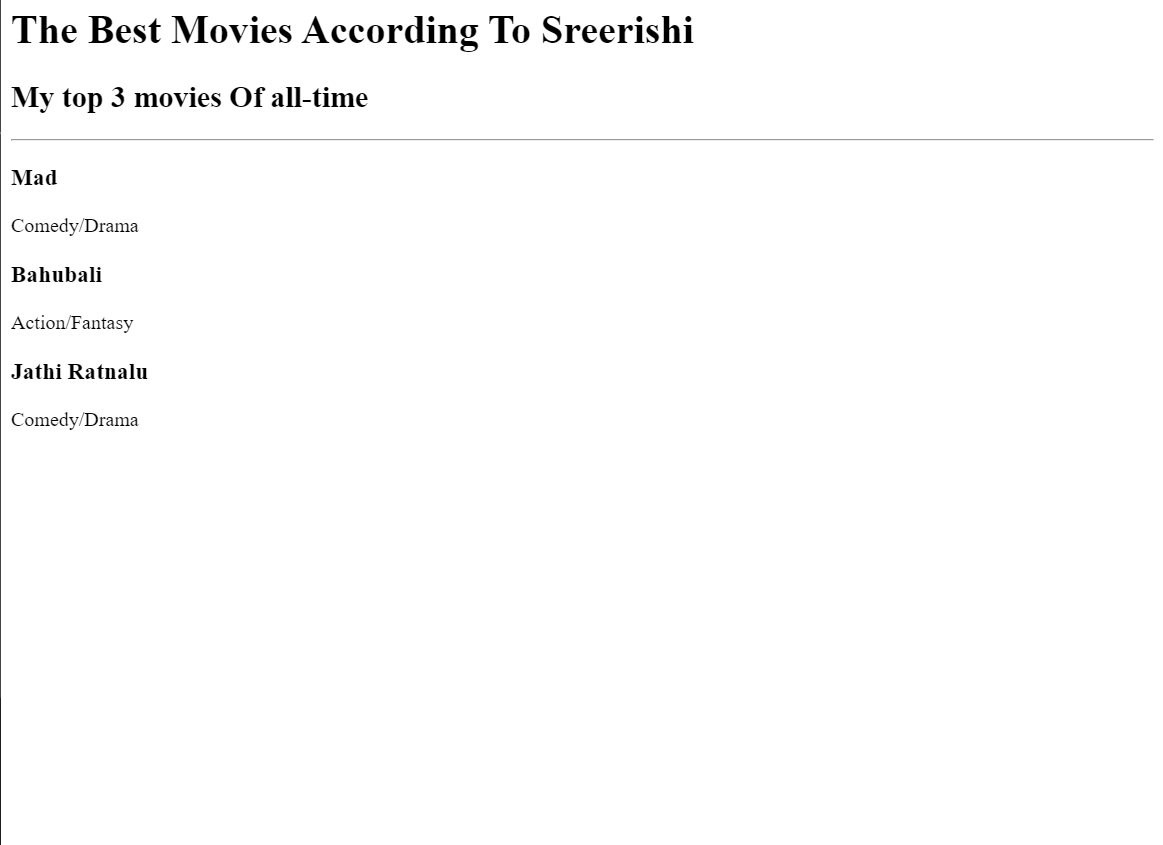 The Best Movies According To Sreerishi
My top 3 movies Of all-time
Mad
Comedy/Drama
Bahubali
Action/Fantasy
Jathi Ratnalu
Comedy/Drama